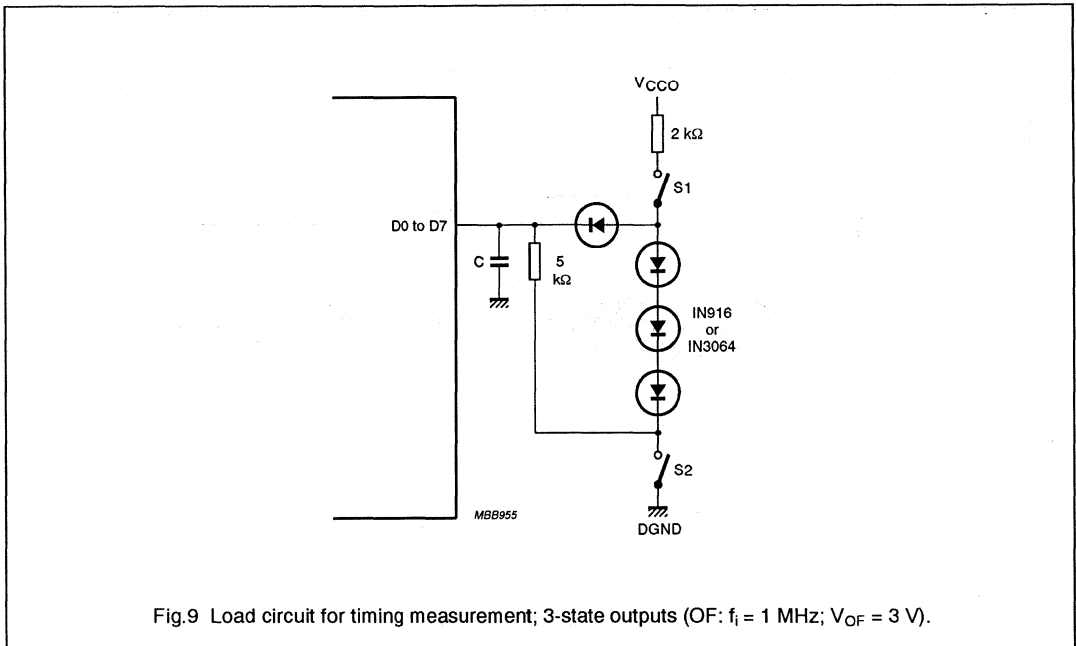 VCCO
2 kΩ
S1
D0 to D7
C
5
kΩ
IN916
or
IN3064
S2
MBB955
DGND
Fig.9 Load circuit for timing measurement; 3-state outputs (OF: fi = 1 MHz; VOF = 3 V).